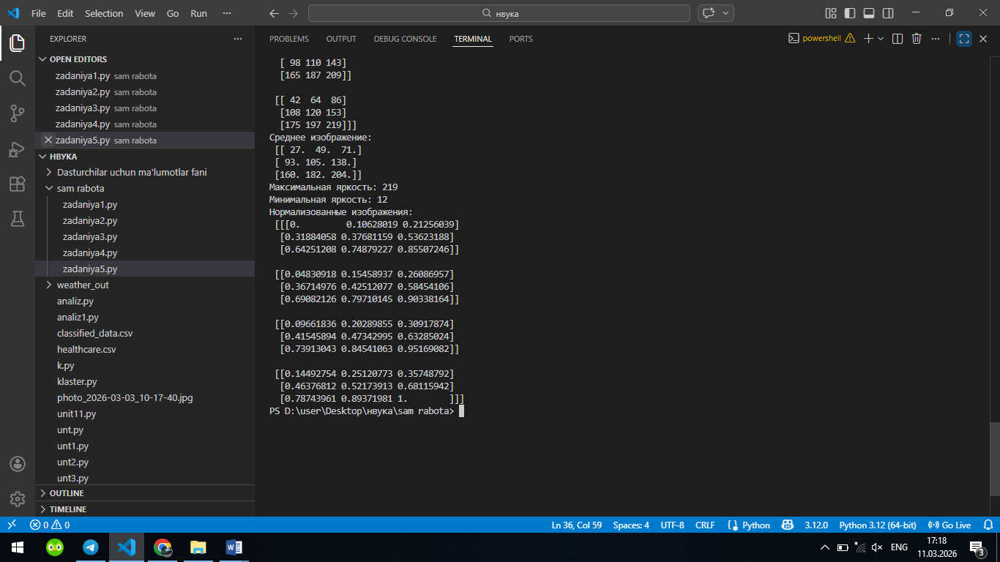 File Edit Selection View Go Run ···
нвука
EXPLORER ···
OPEN EDITORS
zadaniya1.py sam rabota
zadaniya2.py sam rabota
zadaniya3.py sam rabota
zadaniya4.py sam rabota
zadaniya5.py sam rabota
НВУКА
Dasturchilar uchun ma'lumotlar fani
sam rabota
zadaniya1.py
zadaniya2.py
zadaniya3.py
zadaniya4.py
zadaniya5.py
weather_out
analiz.py
analiz1.py
classified_data.csv
healthcare.csv
k.py
klaster.py
photo_2026-03-03_10-17-40.jpg
unit11.py
unt.py
unt1.py
unt2.py
unt3.py
OUTLINE
TIMELINE
PROBLEMS OUTPUT DEBUG CONSOLE TERMINAL PORTS
powershell
[ 98 110 143]
[165 187 209]]
[[ 42  64  86]
[108 120 153]
[175 197 219]]]
Среднее изображение:
[[ 27.  49.  71.]
[ 93. 105. 138.]
[160. 182. 204.]]
Максимальная яркость: 219
Минимальная яркость: 12
Нормализованные изображения:
[[[0.         0.10628019 0.21256039]
[0.31884058 0.37681159 0.53623188]
[0.64251208 0.74879227 0.85507246]]
[[0.04830918 0.15458937 0.26086957]
[0.36714976 0.42512077 0.58454106]
[0.69082126 0.79710145 0.90338164]]
[[0.09661836 0.20289855 0.30917874]
[0.41545894 0.47342995 0.63285024]
[0.73913043 0.84541063 0.95169082]]
[[0.14492754 0.25120773 0.35748792]
[0.46376812 0.52173913 0.68115942]
[0.78743961 0.89371981 1.        ]]]
PS D:\user\Desktop\нвука\sam rabota>
0 0
Ln 36, Col 59 Spaces: 4 UTF-8 CRLF Python 3.12.0 Python 3.12 (64-bit) Go Live
ENG
17:18
11.03.2026
3